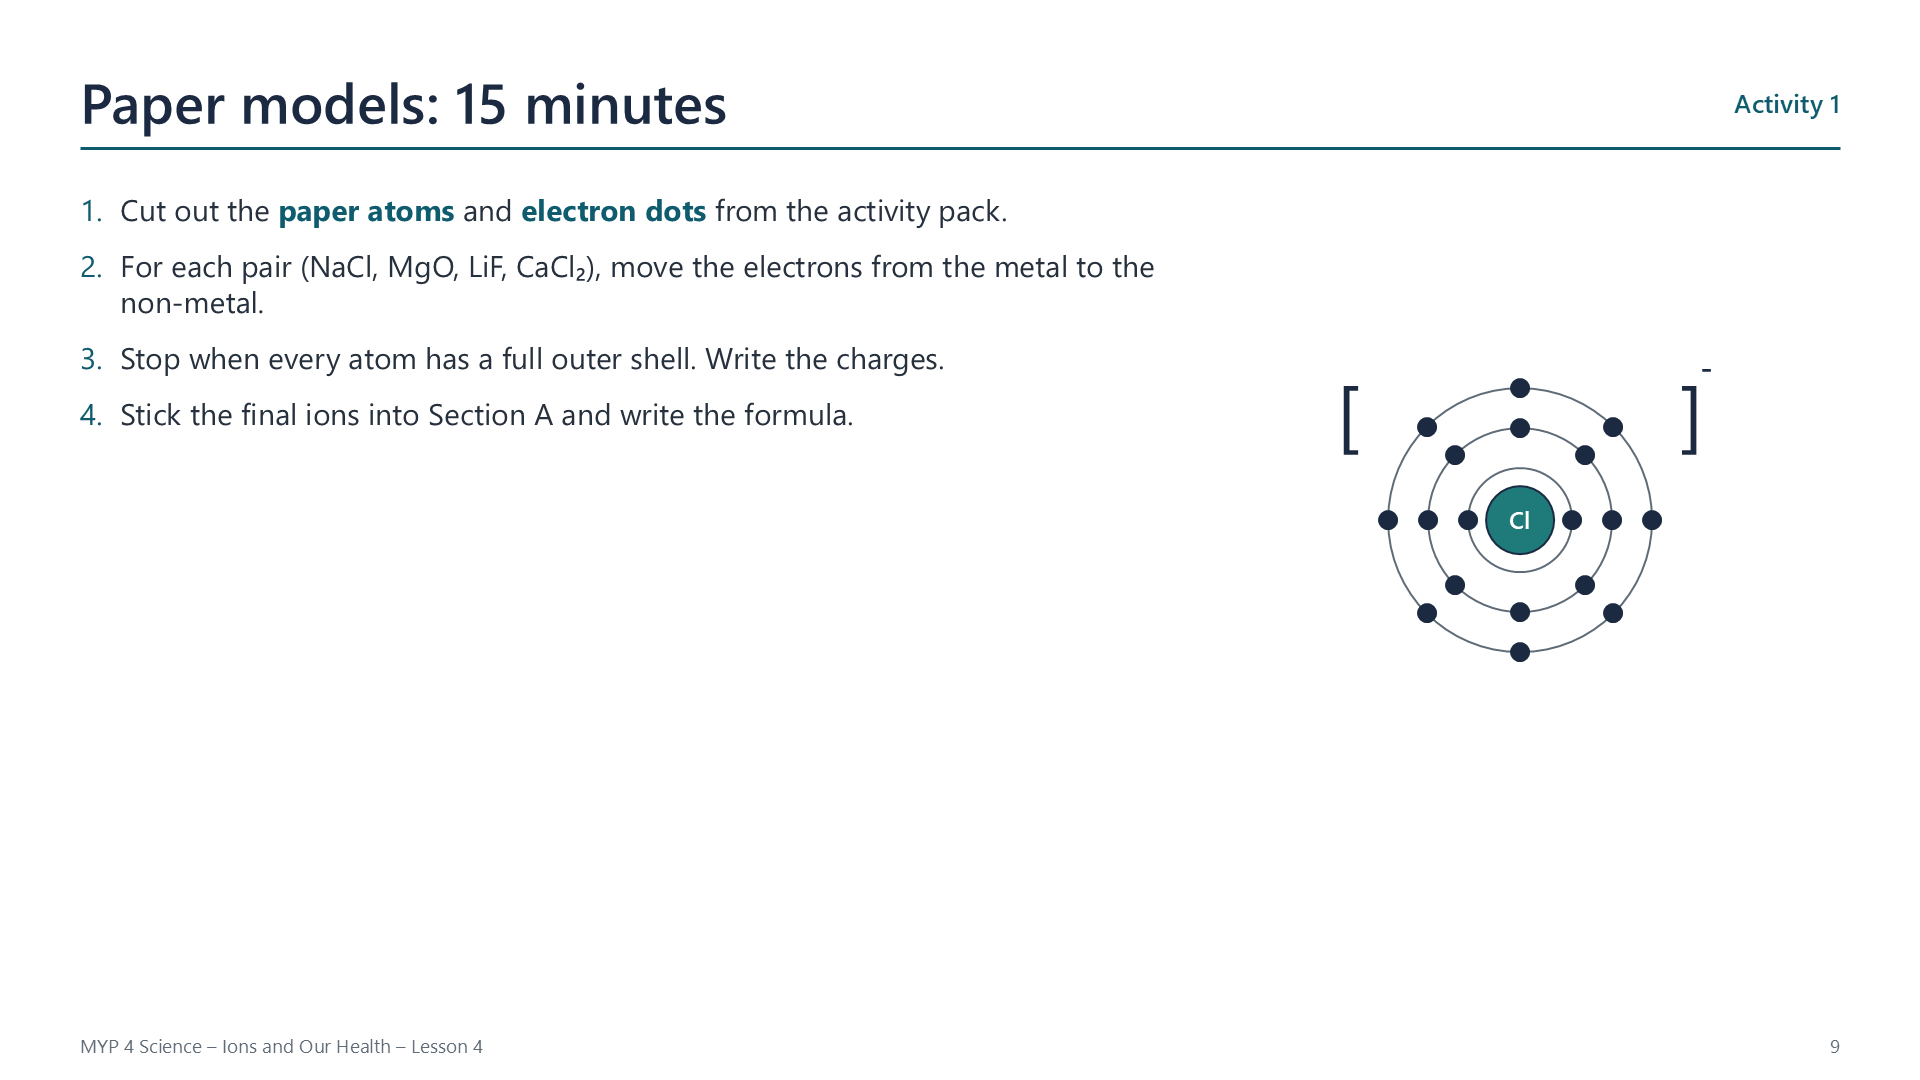 Paper models: 15 minutes
Activity 1
1. Cut out the paper atoms and electron dots from the activity pack.
2. For each pair (NaCl, MgO, LiF, CaCl₂), move the electrons from the metal to the
non-metal.
3. Stop when every atom has a full outer shell. Write the charges.
4. Stick the final ions into Section A and write the formula.
[ ]-
Cl
MYP 4 Science – Ions and Our Health – Lesson 4
9